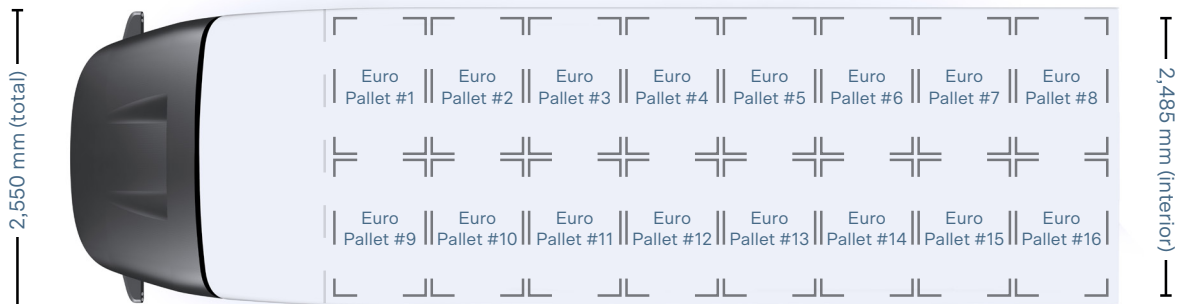 2,550 mm (total)
Euro
Pallet #1
Euro
Pallet #2
Euro
Pallet #3
Euro
Pallet #4
Euro
Pallet #5
Euro
Pallet #6
Euro
Pallet #7
Euro
Pallet #8
Euro
Pallet #9
Euro
Pallet #10
Euro
Pallet #11
Euro
Pallet #12
Euro
Pallet #13
Euro
Pallet #14
Euro
Pallet #15
Euro
Pallet #16
2,485 mm (interior)